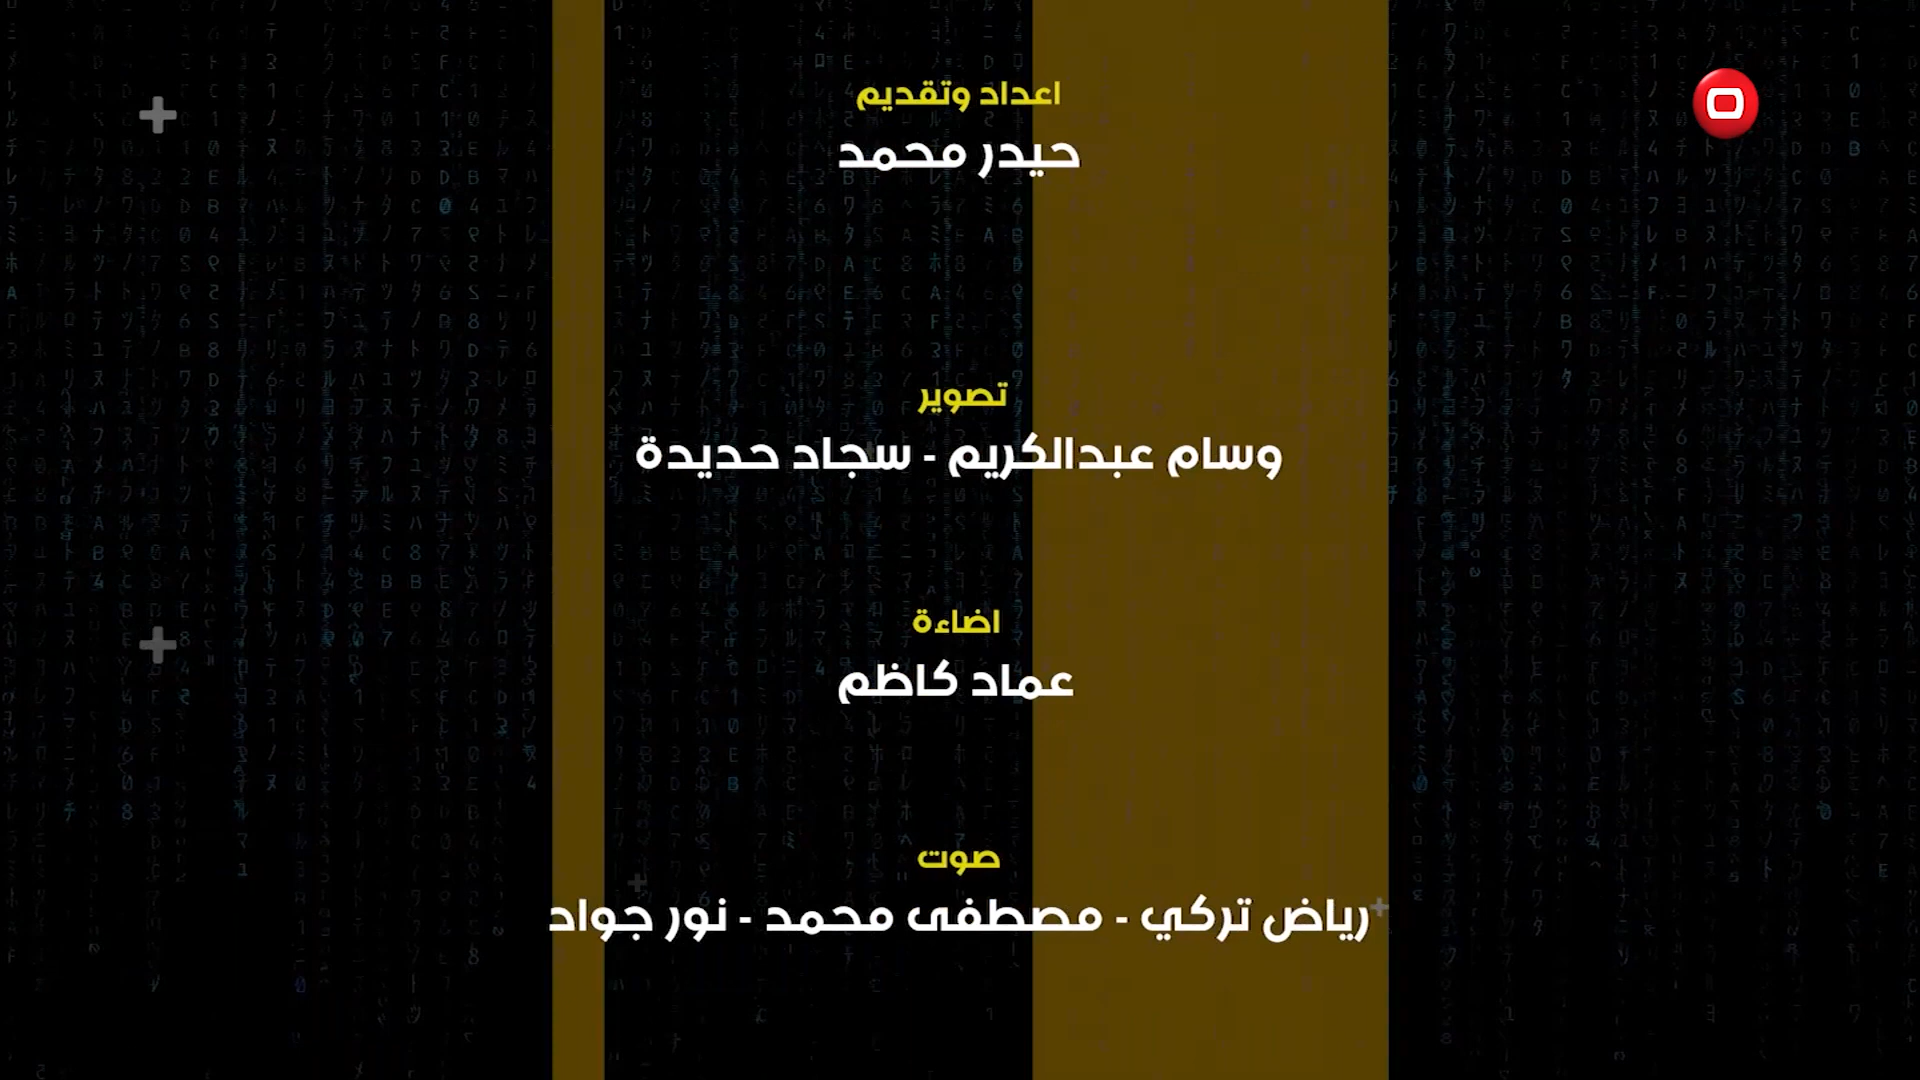 اعداد وتقديم
حيدر محمد
تصوير
وسام عبدالكريم - سجاد حديدة
اضاءة
عماد كاظم
صوت
رياض تركي - مصطفى محمد - نور جواد